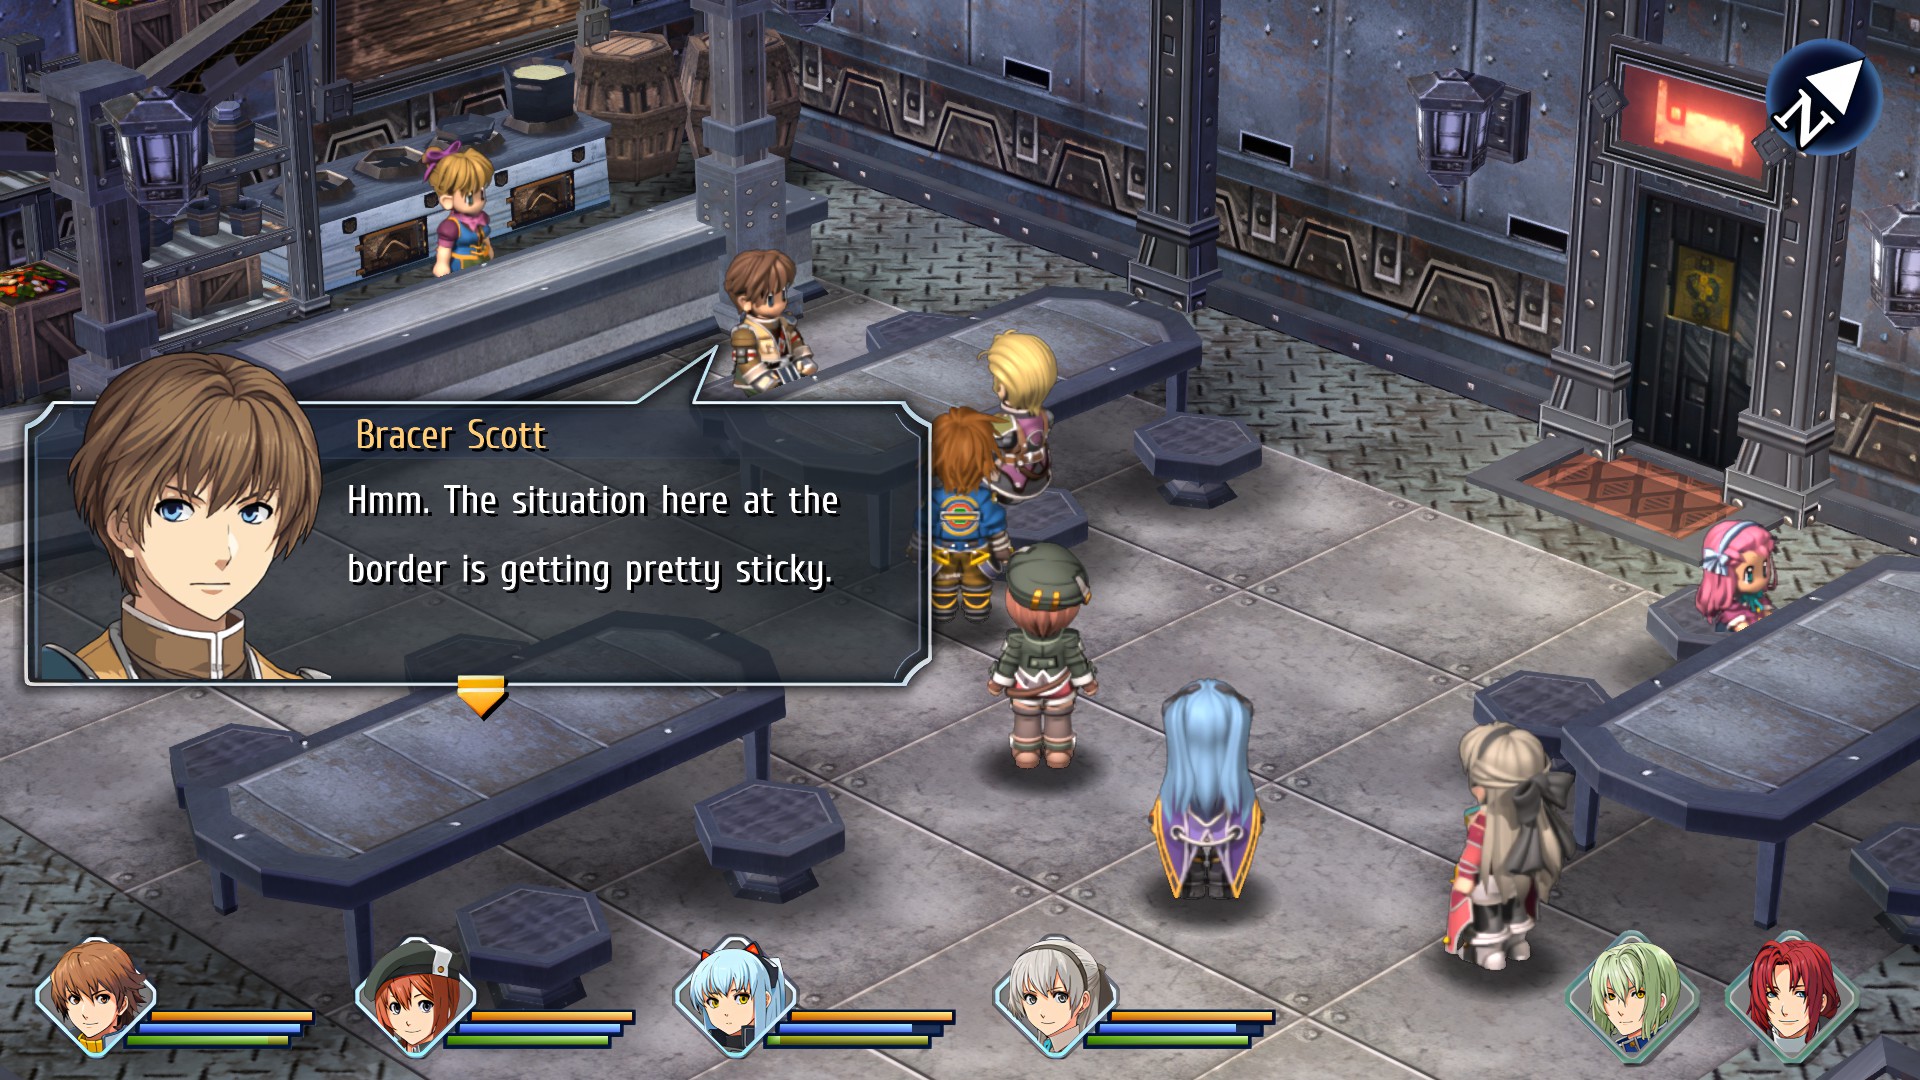 N
Bracer Scott
Hmm. The situation here at the
border is getting pretty sticky.